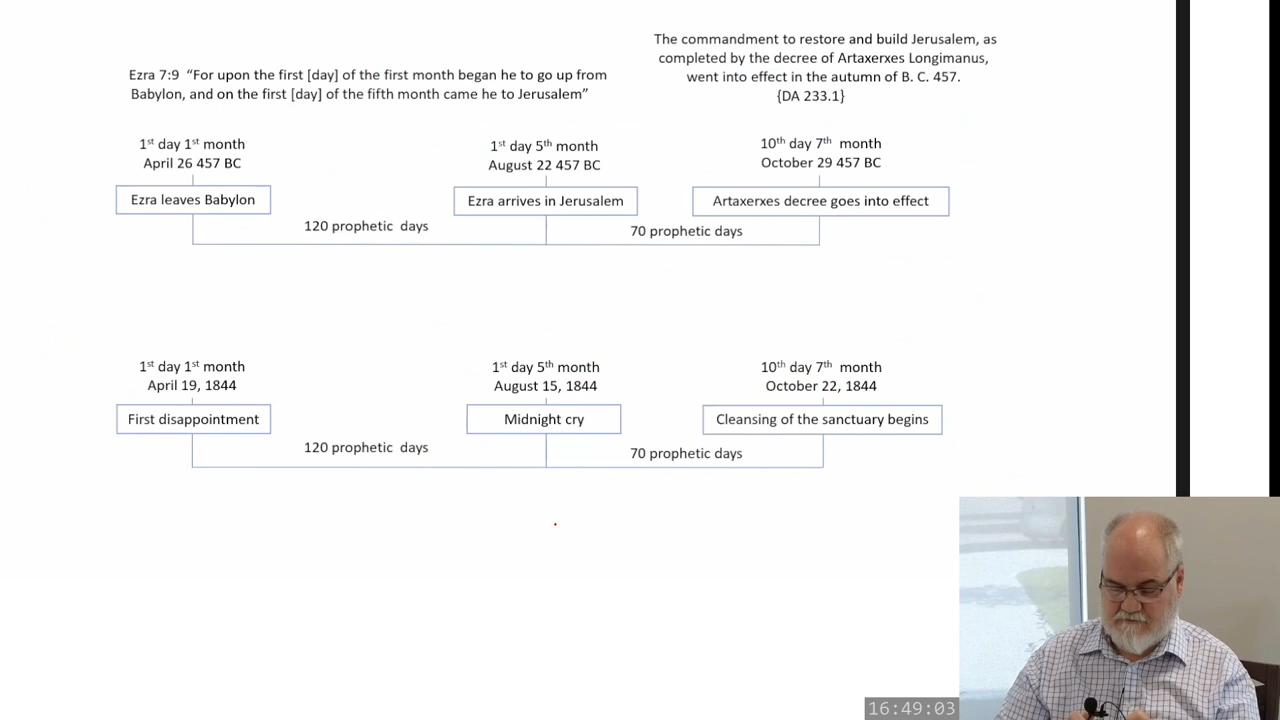 Ezra 7:9 “For upon the first [day] of the first month began he to go up from
Babylon, and on the first [day] of the fifth month came he to Jerusalem”
The commandment to restore and build Jerusalem, as
completed by the decree of Artaxerxes Longimanus,
went into effect in the autumn of B. C. 457.
{DA 233.1}
1st day 1st month
April 26 457 BC
Ezra leaves Babylon
1st day 5th month
August 22 457 BC
Ezra arrives in Jerusalem
10th day 7th month
October 29 457 BC
Artaxerxes decree goes into effect
120 prophetic days
70 prophetic days
1st day 1st month
April 19, 1844
First disappointment
1st day 5th month
August 15, 1844
Midnight cry
10th day 7th month
October 22, 1844
Cleansing of the sanctuary begins
120 prophetic days
70 prophetic days
16:49:03